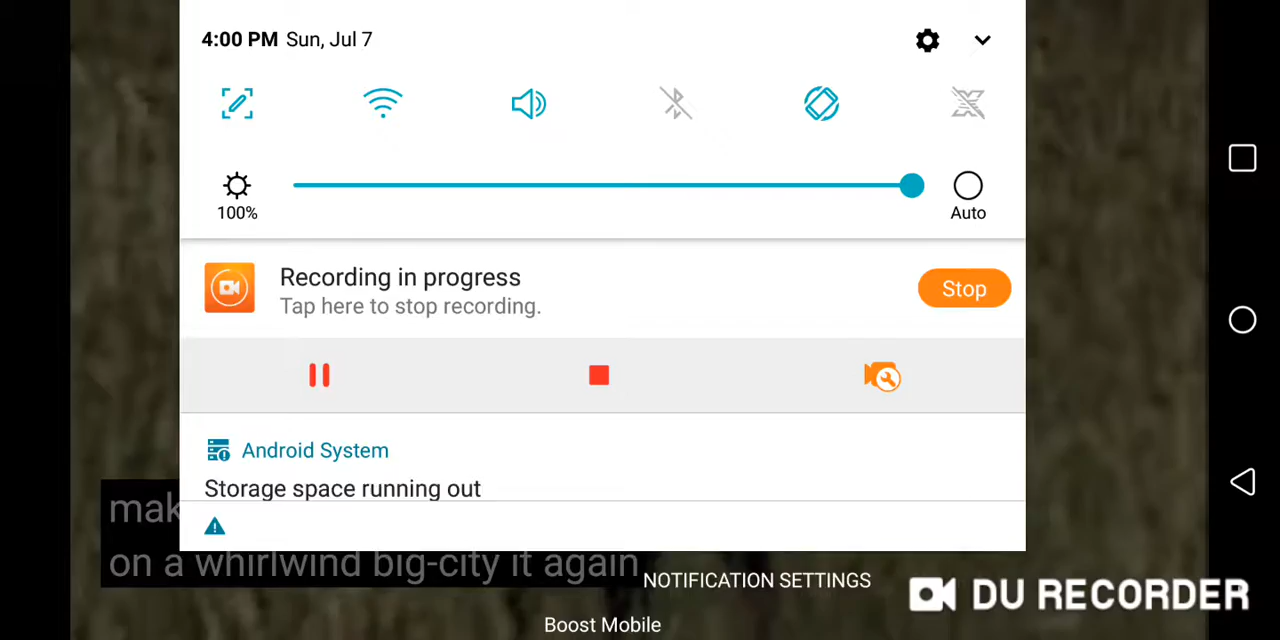 4:00 PM Sun, Jul 7
100%
Auto
Recording in progress
Tap here to stop recording.
Stop
Android System
Storage space running out
mak
on a whirlwind big-city it again
NOTIFICATION SETTINGS
DU RECORDER
Boost Mobile